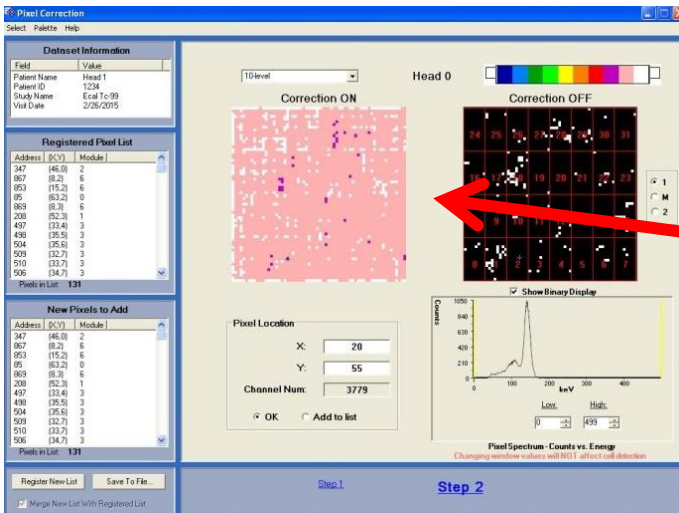 Pixel Correction
Select Palette Help
Dataset Information
Field Value
Patient Name Head 1
Patient ID 1234
Study Name Ecal Tc-99
Visit Date 2/26/2015
Registered Pixel List
Address (X,Y) Module
347 (46,0) 2
867 (8,2) 6
853 (15,2) 6
85 (63,2) 0
869 (8,3) 6
208 (52,3) 1
497 (33,4) 3
498 (35,5) 3
504 (35,6) 3
509 (32,7) 3
510 (33,7) 3
506 (34,7) 3
Pixels in List: 131
New Pixels to Add
Address (X,Y) Module
347 (46,0) 2
867 (8,2) 6
853 (15,2) 6
85 (63,2) 0
869 (8,3) 6
208 (52,3) 1
497 (33,4) 3
498 (35,5) 3
504 (35,6) 3
509 (32,7) 3
510 (33,7) 3
506 (34,7) 3
Pixels in List: 131
Register New List Save To File...
Merge New List With Registered List
10-level Head 0
Correction ON Correction OFF
24 25 26 27 28 29 30 31
16 17 18 19 20 21 22 23
9 10 11 12 13
0 1 2 3 4 5 6 7
1
M
2
Show Binary Display
Pixel Location
X: 20
Y: 55
Channel Num: 3779
OK Add to list
Counts
1050
840
630
420
210
0
0 100 200 300 400
keV
Low: High:
0 499
Pixel Spectrum - Counts vs. Energy
Changing window values will NOT affect cell detection
Step 1 Step 2